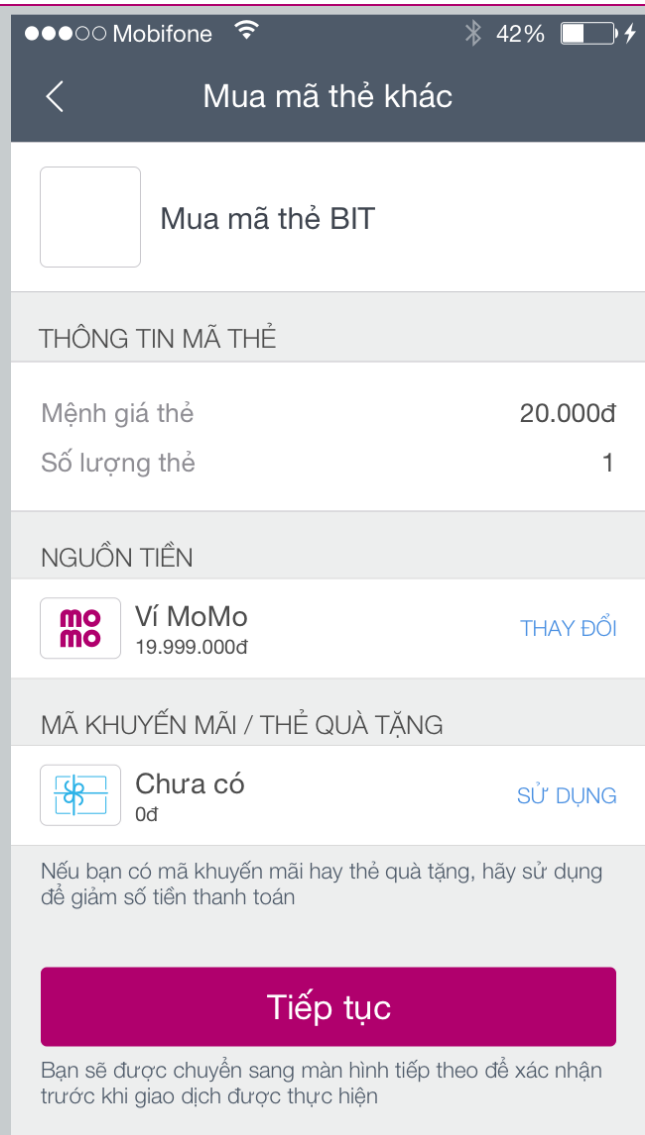 Mobifone 42%
Mua mã thẻ khác
Mua mã thẻ BIT
THÔNG TIN MÃ THẺ
Mệnh giá thẻ 20.000đ
Số lượng thẻ 1
NGUỒN TIỀN
mo
mo
Ví MoMo
19.999.000đ
THAY ĐỔI
MÃ KHUYẾN MÃI / THẺ QUÀ TẶNG
Chưa có
0đ
SỬ DỤNG
Nếu bạn có mã khuyến mãi hay thẻ quà tặng, hãy sử dụng
để giảm số tiền thanh toán
Tiếp tục
Bạn sẽ được chuyển sang màn hình tiếp theo để xác nhận
trước khi giao dịch được thực hiện